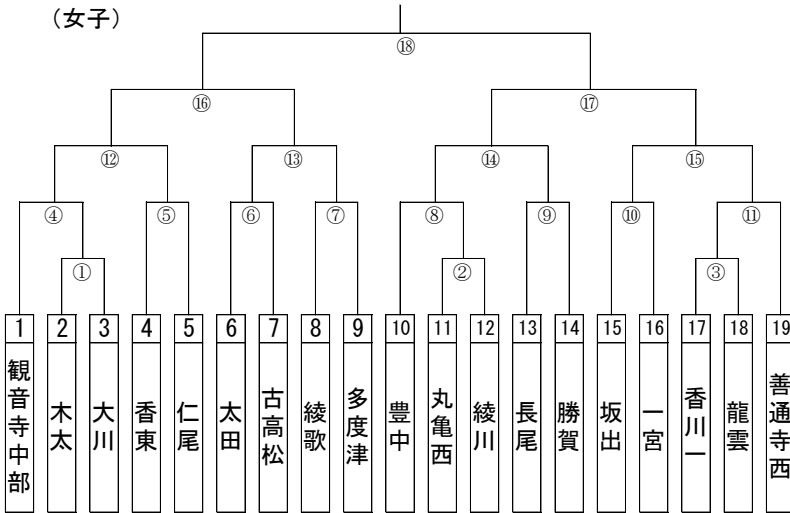 （女子）
⑱
⑯ ⑰
⑫ ⑬ ⑭ ⑮
④ ⑤ ⑥ ⑦ ⑧ ⑨ ⑩ ⑪
① ② ③
1 2 3 4 5 6 7 8 9 10 11 12 13 14 15 16 17 18 19
観音寺中部
木太
大川
香東
仁尾
太田
古高松
綾歌
多度津
豊中
丸亀西
綾川
長尾
勝賀
坂出
一宮
香川一
龍雲
善通寺西